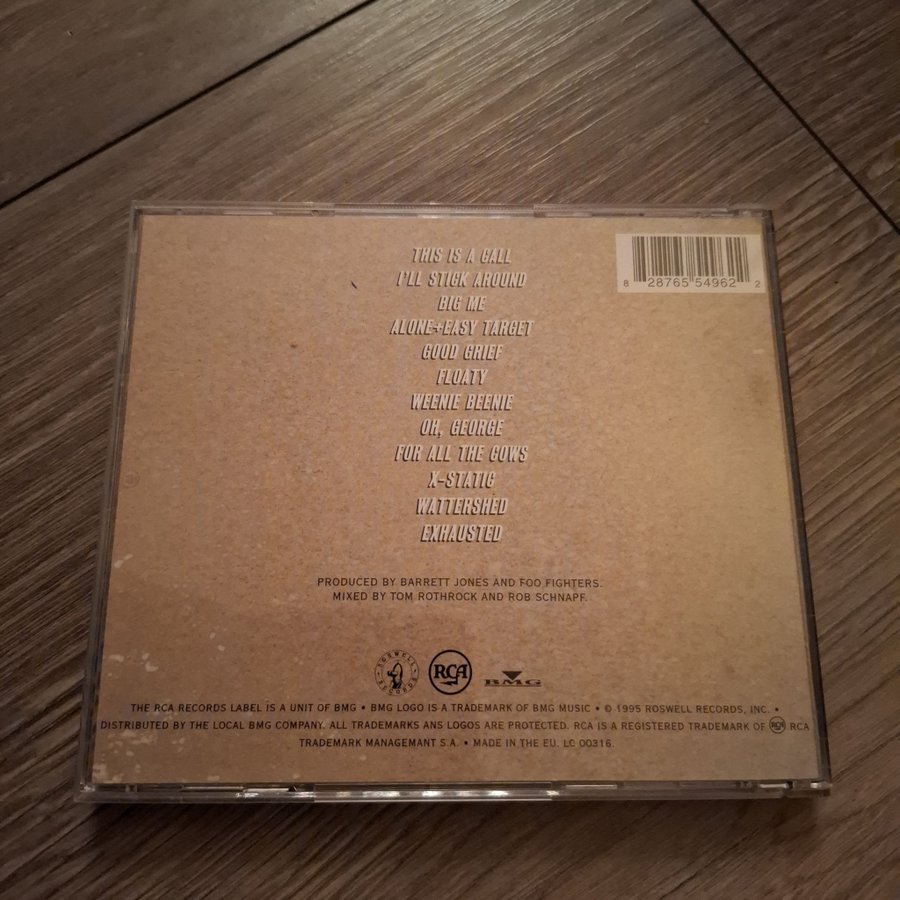 THIS IS A CALL
I'LL STICK AROUND
BIG ME
ALONE+EASY TARGET
GOOD GRIEF
FLOATY
WEENIE BEENIE
OH, GEORGE
FOR ALL THE COWS
X-STATIC
WATTERSHED
EXHAUSTED
8 28765 54962 2
PRODUCED BY BARRETT JONES AND FOO FIGHTERS.
MIXED BY TOM ROTHROCK AND ROB SCHNAPF.
ROSWELL RECORDS
RCA
BMG
THE RCA RECORDS LABEL IS A UNIT OF BMG • BMG LOGO IS A TRADEMARK OF BMG MUSIC • © 1995 ROSWELL RECORDS, INC. •
DISTRIBUTED BY THE LOCAL BMG COMPANY. ALL TRADEMARKS ANS LOGOS ARE PROTECTED. RCA IS A REGISTERED TRADEMARK OF RCA RCA
TRADEMARK MANAGEMANT S.A. • MADE IN THE EU. LC 00316.